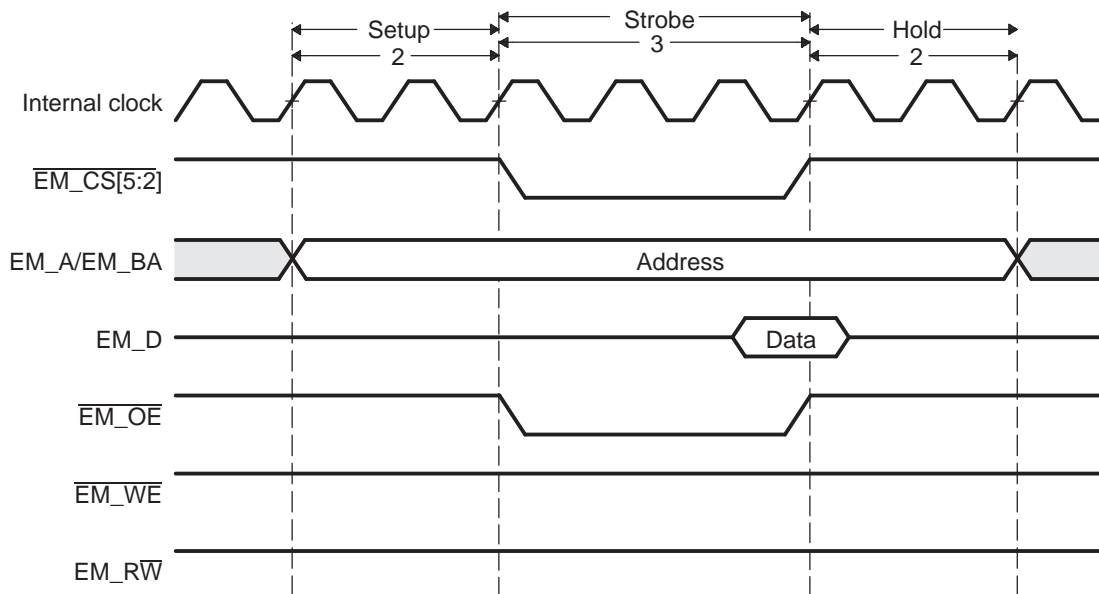 Setup
Strobe
Hold
2
3
2
Internal clock
EM_CS[5:2]
EM_A/EM_BA
Address
EM_D
Data
EM_OE
EM_WE
EM_RW